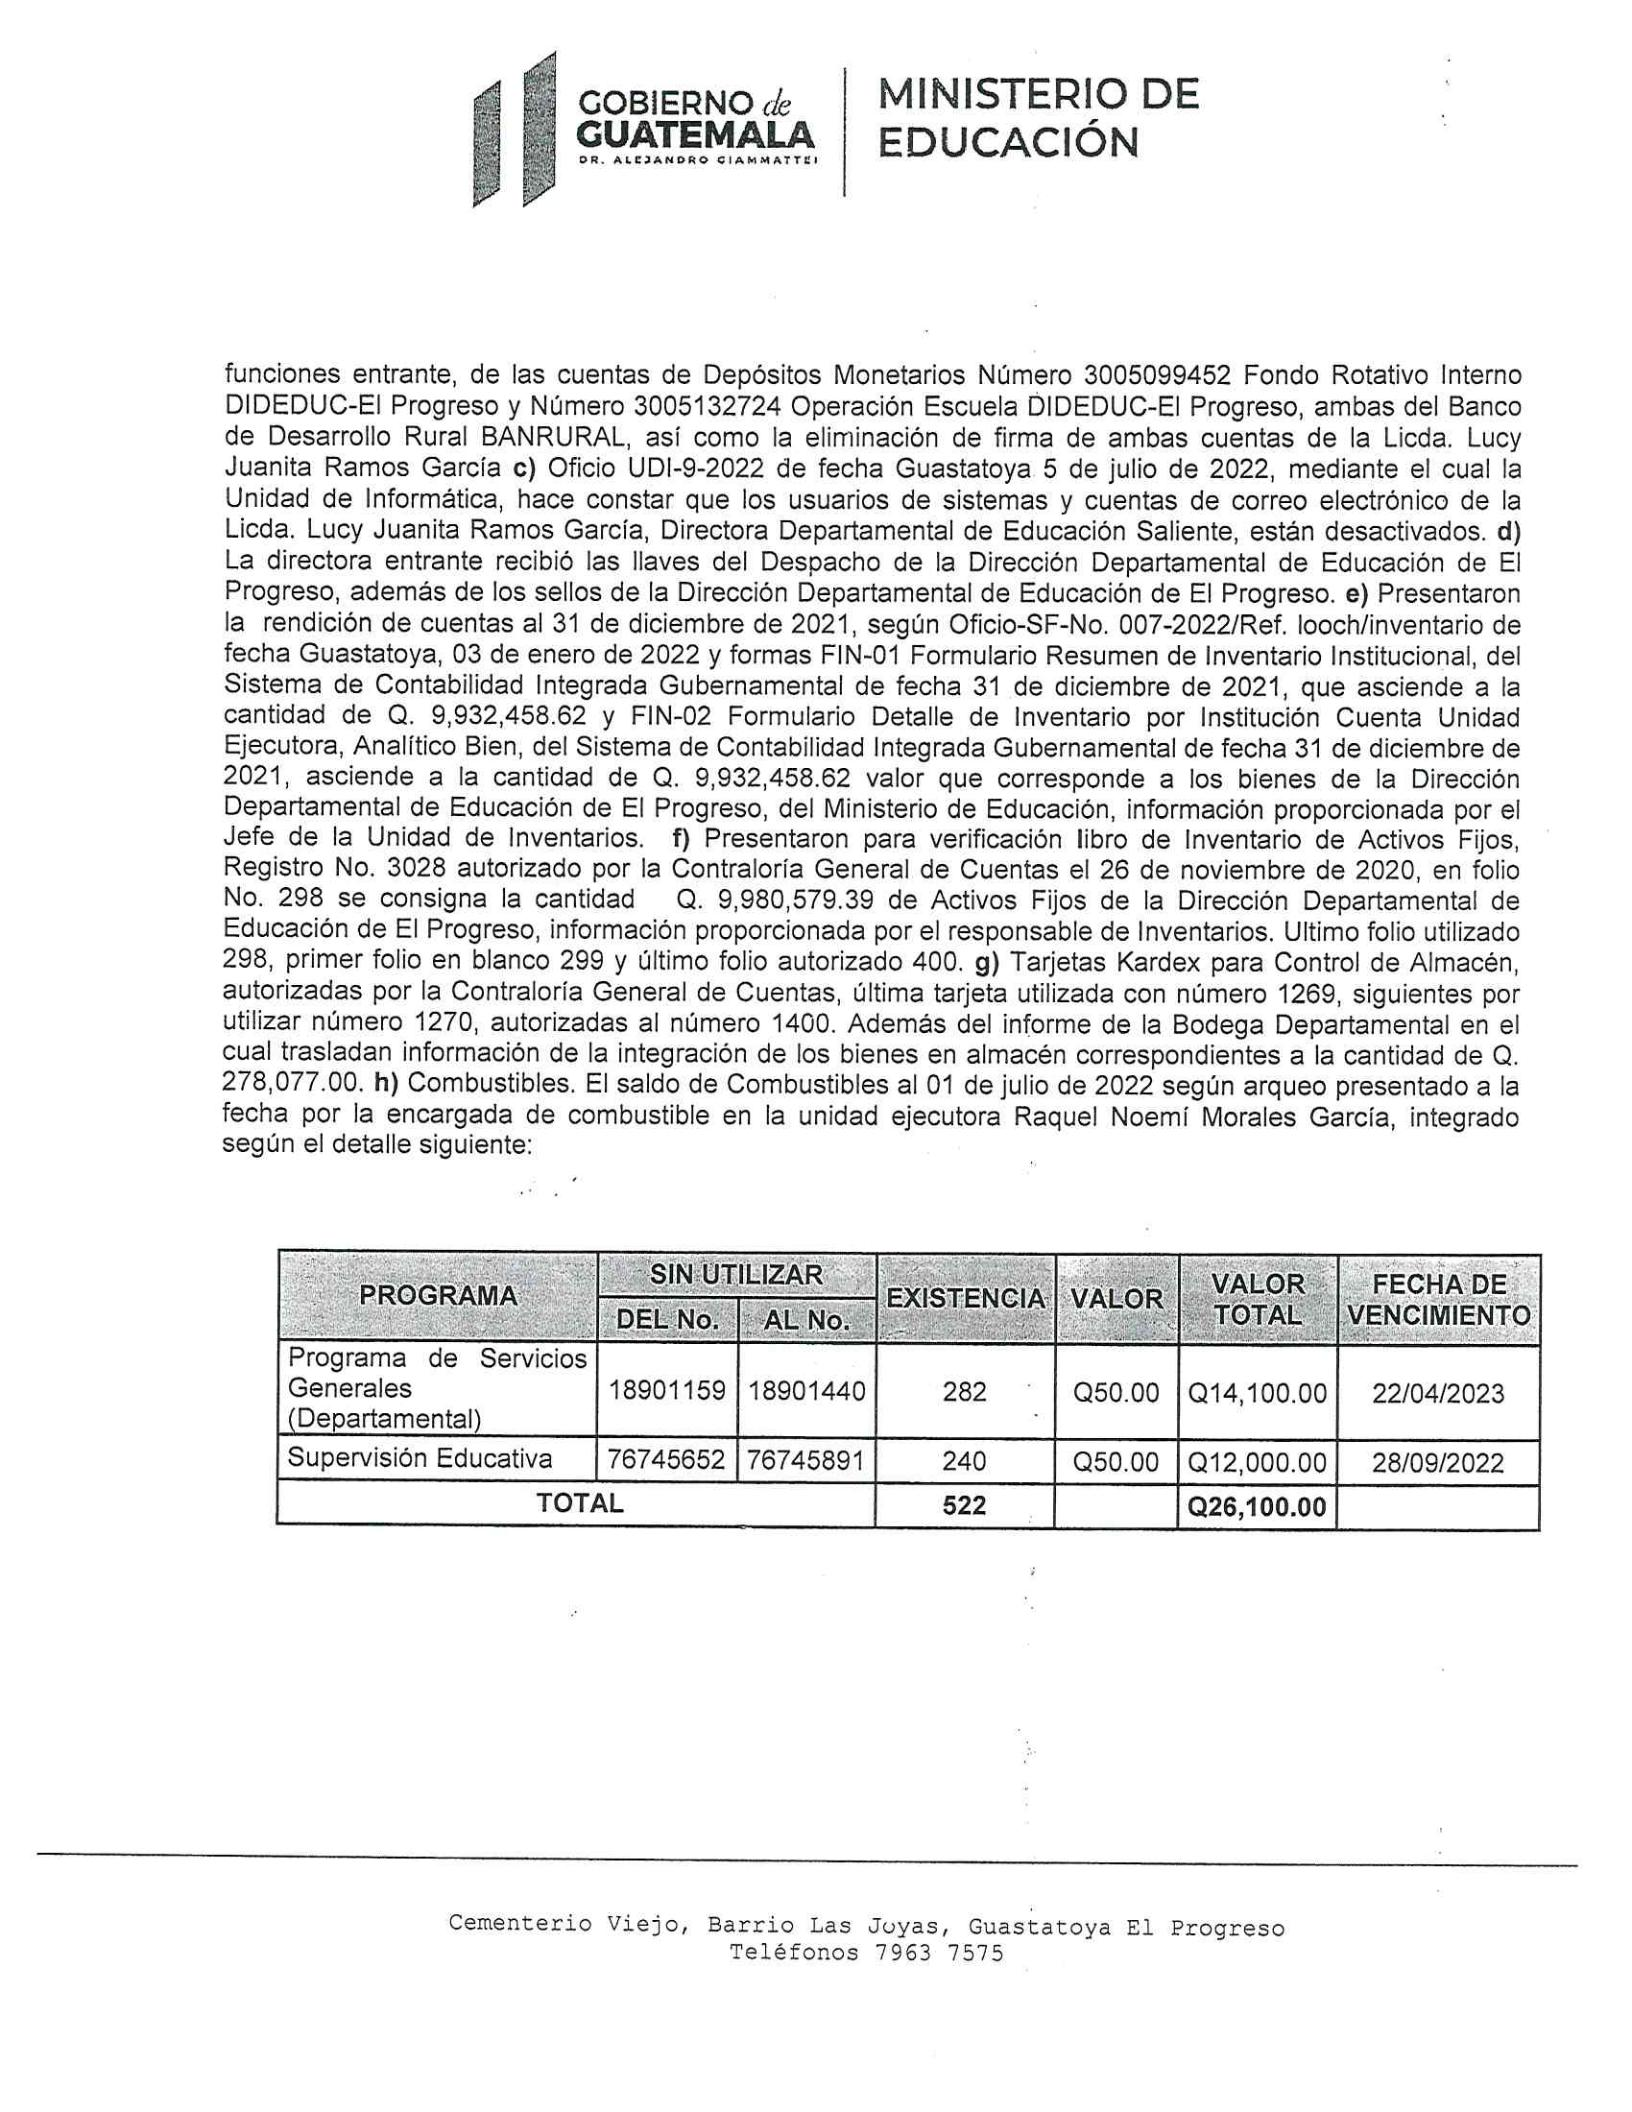 GOBIERNO de
GUATEMALA
DR. ALEJANDRO GIAMMATTEI
MINISTERIO DE
EDUCACIÓN
funciones entrante, de las cuentas de Depósitos Monetarios Número 3005099452 Fondo Rotativo Interno
DIDEDUC-El Progreso y Número 3005132724 Operación Escuela DIDEDUC-El Progreso, ambas del Banco
de Desarrollo Rural BANRURAL, así como la eliminación de firma de ambas cuentas de la Licda. Lucy
Juanita Ramos García c) Oficio UDI-9-2022 de fecha Guastatoya 5 de julio de 2022, mediante el cual la
Unidad de Informática, hace constar que los usuarios de sistemas y cuentas de correo electrónico de la
Licda. Lucy Juanita Ramos García, Directora Departamental de Educación Saliente, están desactivados. d)
La directora entrante recibió las llaves del Despacho de la Dirección Departamental de Educación de El
Progreso, además de los sellos de la Dirección Departamental de Educación de El Progreso. e) Presentaron
la rendición de cuentas al 31 de diciembre de 2021, según Oficio-SF-No. 007-2022/Ref. looch/inventario de
fecha Guastatoya, 03 de enero de 2022 y formas FIN-01 Formulario Resumen de Inventario Institucional, del
Sistema de Contabilidad Integrada Gubernamental de fecha 31 de diciembre de 2021, que asciende a la
cantidad de Q. 9,932,458.62 y FIN-02 Formulario Detalle de Inventario por Institución Cuenta Unidad
Ejecutora, Analítico Bien, del Sistema de Contabilidad Integrada Gubernamental de fecha 31 de diciembre de
2021, asciende a la cantidad de Q. 9,932,458.62 valor que corresponde a los bienes de la Dirección
Departamental de Educación de El Progreso, del Ministerio de Educación, información proporcionada por el
Jefe de la Unidad de Inventarios. f) Presentaron para verificación libro de Inventario de Activos Fijos,
Registro No. 3028 autorizado por la Contraloría General de Cuentas el 26 de noviembre de 2020, en folio
No. 298 se consigna la cantidad Q. 9,980,579.39 de Activos Fijos de la Dirección Departamental de
Educación de El Progreso, información proporcionada por el responsable de Inventarios. Ultimo folio utilizado
298, primer folio en blanco 299 y último folio autorizado 400. g) Tarjetas Kardex para Control de Almacén,
autorizadas por la Contraloría General de Cuentas, última tarjeta utilizada con número 1269, siguientes por
utilizar número 1270, autorizadas al número 1400. Además del informe de la Bodega Departamental en el
cual trasladan información de la integración de los bienes en almacén correspondientes a la cantidad de Q.
278,077.00. h) Combustibles. El saldo de Combustibles al 01 de julio de 2022 según arqueo presentado a la
fecha por la encargada de combustible en la unidad ejecutora Raquel Noemí Morales García, integrado
según el detalle siguiente:
PROGRAMA SIN UTILIZAR EXISTENCIA VALOR VALOR TOTAL FECHA DE VENCIMIENTO
DEL No. AL No.
Programa de Servicios
Generales
(Departamental) 18901159 18901440 282 Q50.00 Q14,100.00 22/04/2023
Supervisión Educativa 76745652 76745891 240 Q50.00 Q12,000.00 28/09/2022
TOTAL 522 Q26,100.00
Cementerio Viejo, Barrio Las Joyas, Guastatoya El Progreso
Teléfonos 7963 7575